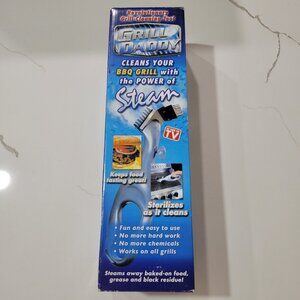 Revolutionary
Grill-Cleaning Tool
GRILL
DADDY
CLEANS YOUR
BBQ GRILL with
the POWER of
Steam
AS SEEN ON
TV
Keeps food
tasting great!
Sterilizes
as it cleans
• Fun and easy to use
• No more hard work
• No more chemicals
• Works on all grills
Steams away baked-on food,
grease and black residue!